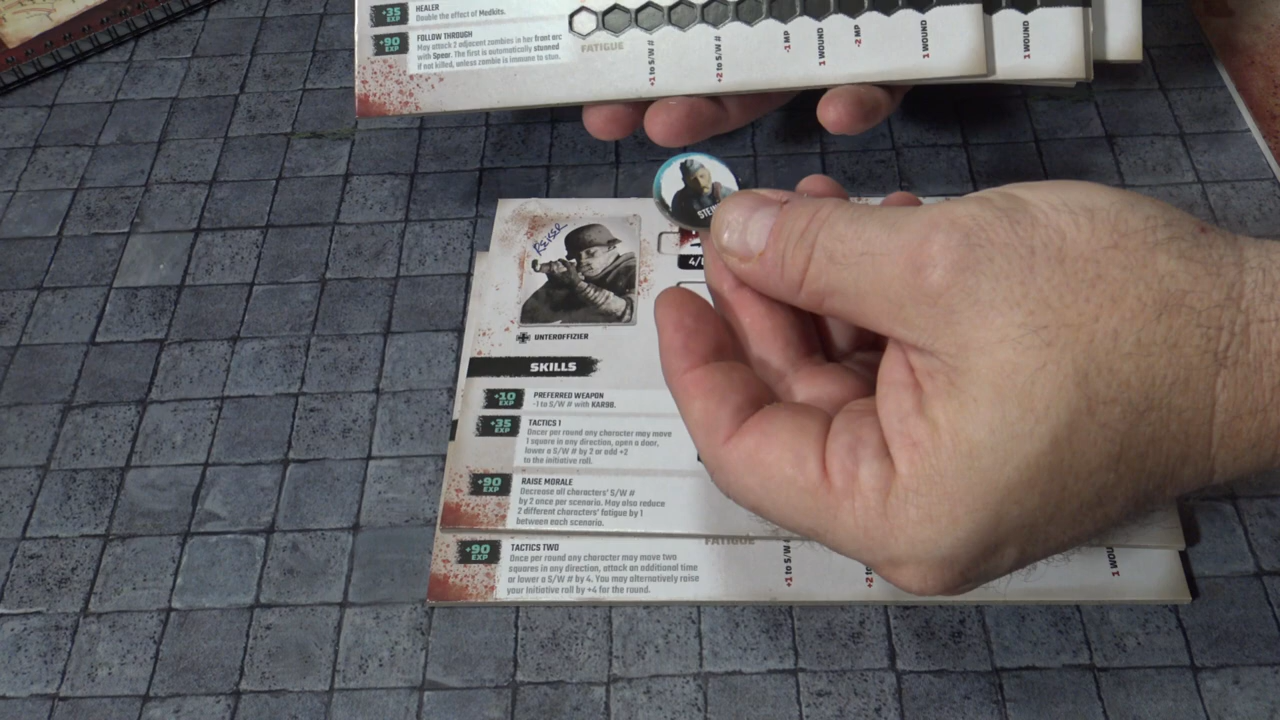 +35
EXP
HEALER
Double the effect of Medkits.
+90
EXP
FOLLOW THROUGH
May attack 2 adjacent zombies in her front arc
with Spear. The first is automatically stunned
if not killed, unless zombie is immune to stun.
FATIGUE
+1 to S/W #
+2 to S/W #
-1 MP
1 WOUND
-2 MP
1 WOUND
1 WOUND
REISER
UNTEROFFIZIER
SKILLS
+10
EXP
PREFERRED WEAPON
-1 to S/W # with KAR98.
+35
EXP
TACTICS 1
Oncer per round any character may move
1 square in any direction, open a door,
lower a S/W # by 2 or add +2
to the initiative roll.
+90
EXP
RAISE MORALE
Decrease all characters' S/W #
by 2 once per scenario. May also reduce
2 different characters' fatigue by 1
between each scenario.
+90
EXP
TACTICS TWO
Once per round any character may move two
squares in any direction, attack an additional time
or lower a S/W # by 4. You may alternatively raise
your Initiative roll by +4 for the round.
FATIGUE